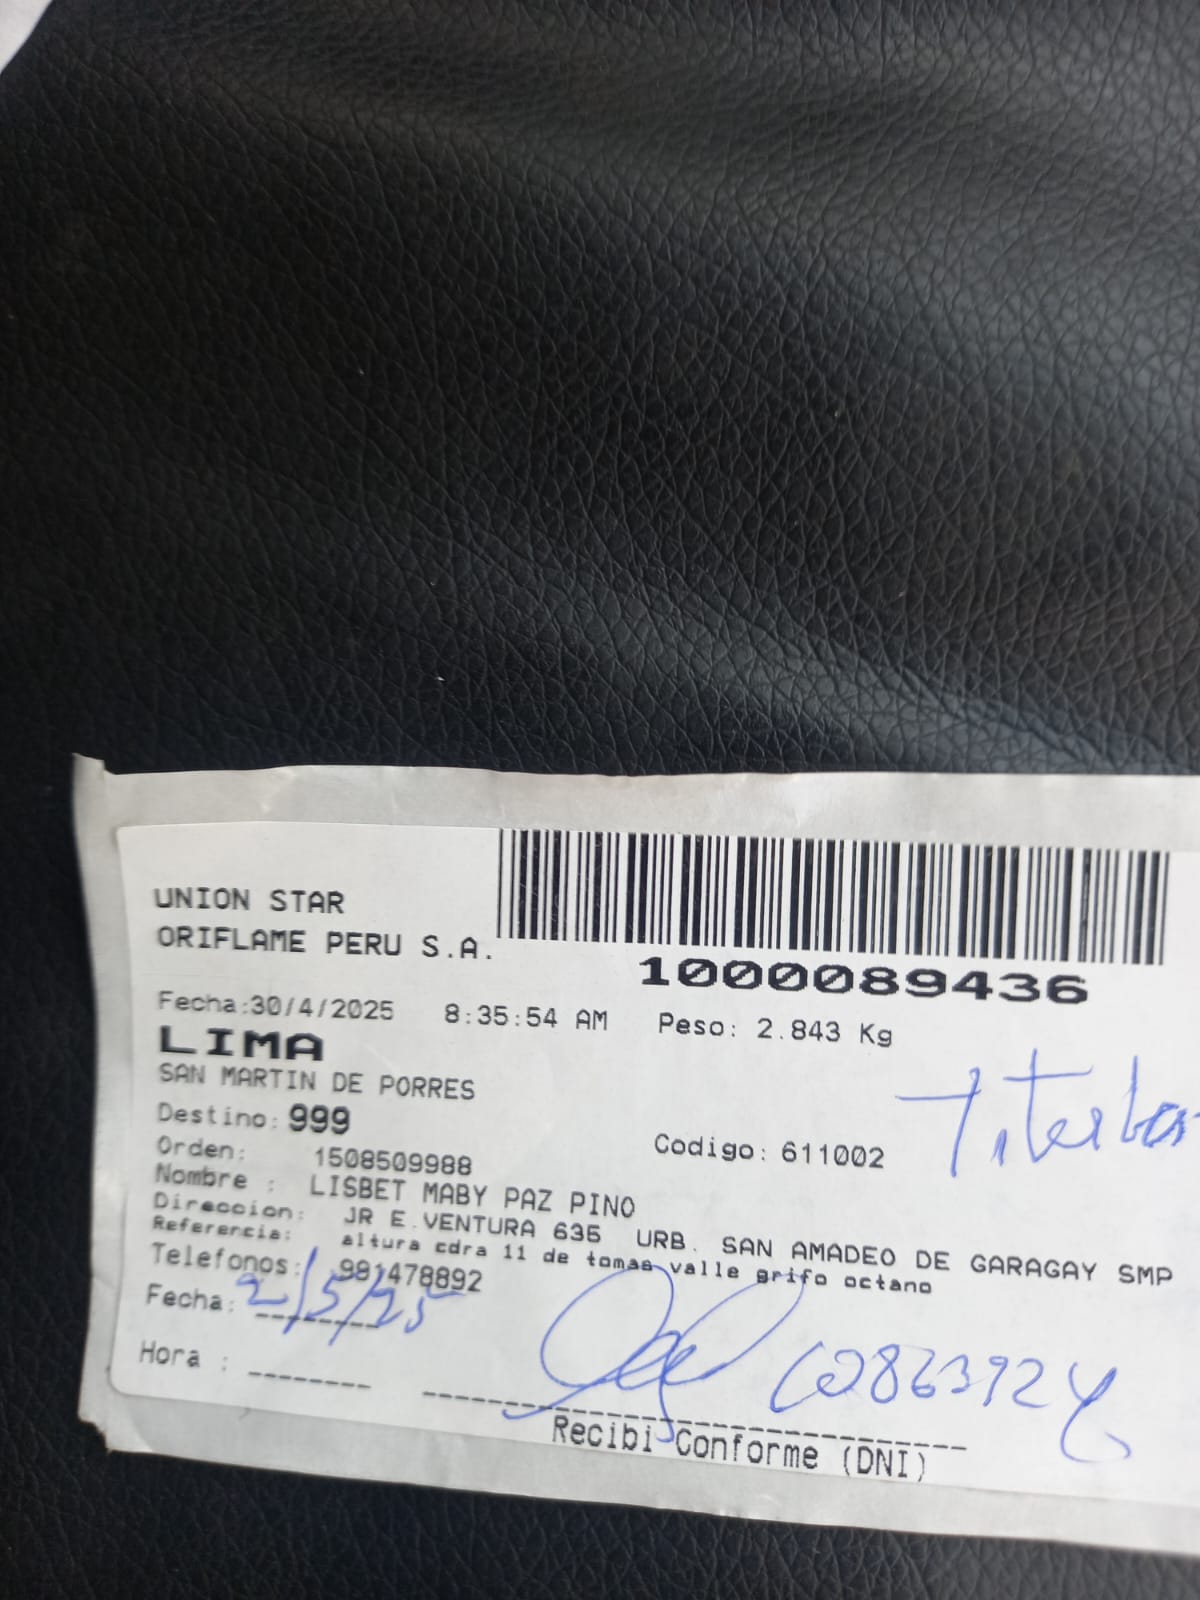 UNION STAR
ORIFLAME PERU S.A.
1000089436
Fecha:30/4/2025 8:35:54 AM Peso: 2.843 Kg
LIMA
SAN MARTIN DE PORRES
Destino: 999
Orden: 1508509988 Codigo: 611002
Nombre : LISBET MABY PAZ PINO
Direccion: JR E.VENTURA 635 URB. SAN AMADEO DE GARAGAY SMP
Referencia: altura cdra 11 de tomas valle grifo octano
Telefonos: 981478892
Fecha: 2/5/25
Hora :
Recibi Conforme (DNI)